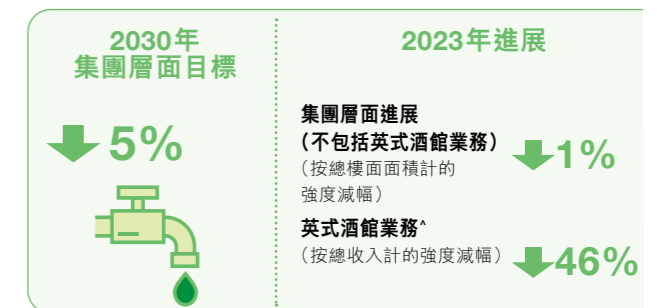 2030年
集團層面目標
5%
2023年進展
集團層面進展
(不包括英式酒館業務)
（按總樓面面積計的
強度減幅）
1%
英式酒館業務^
（按總收入計的強度減幅）
46%